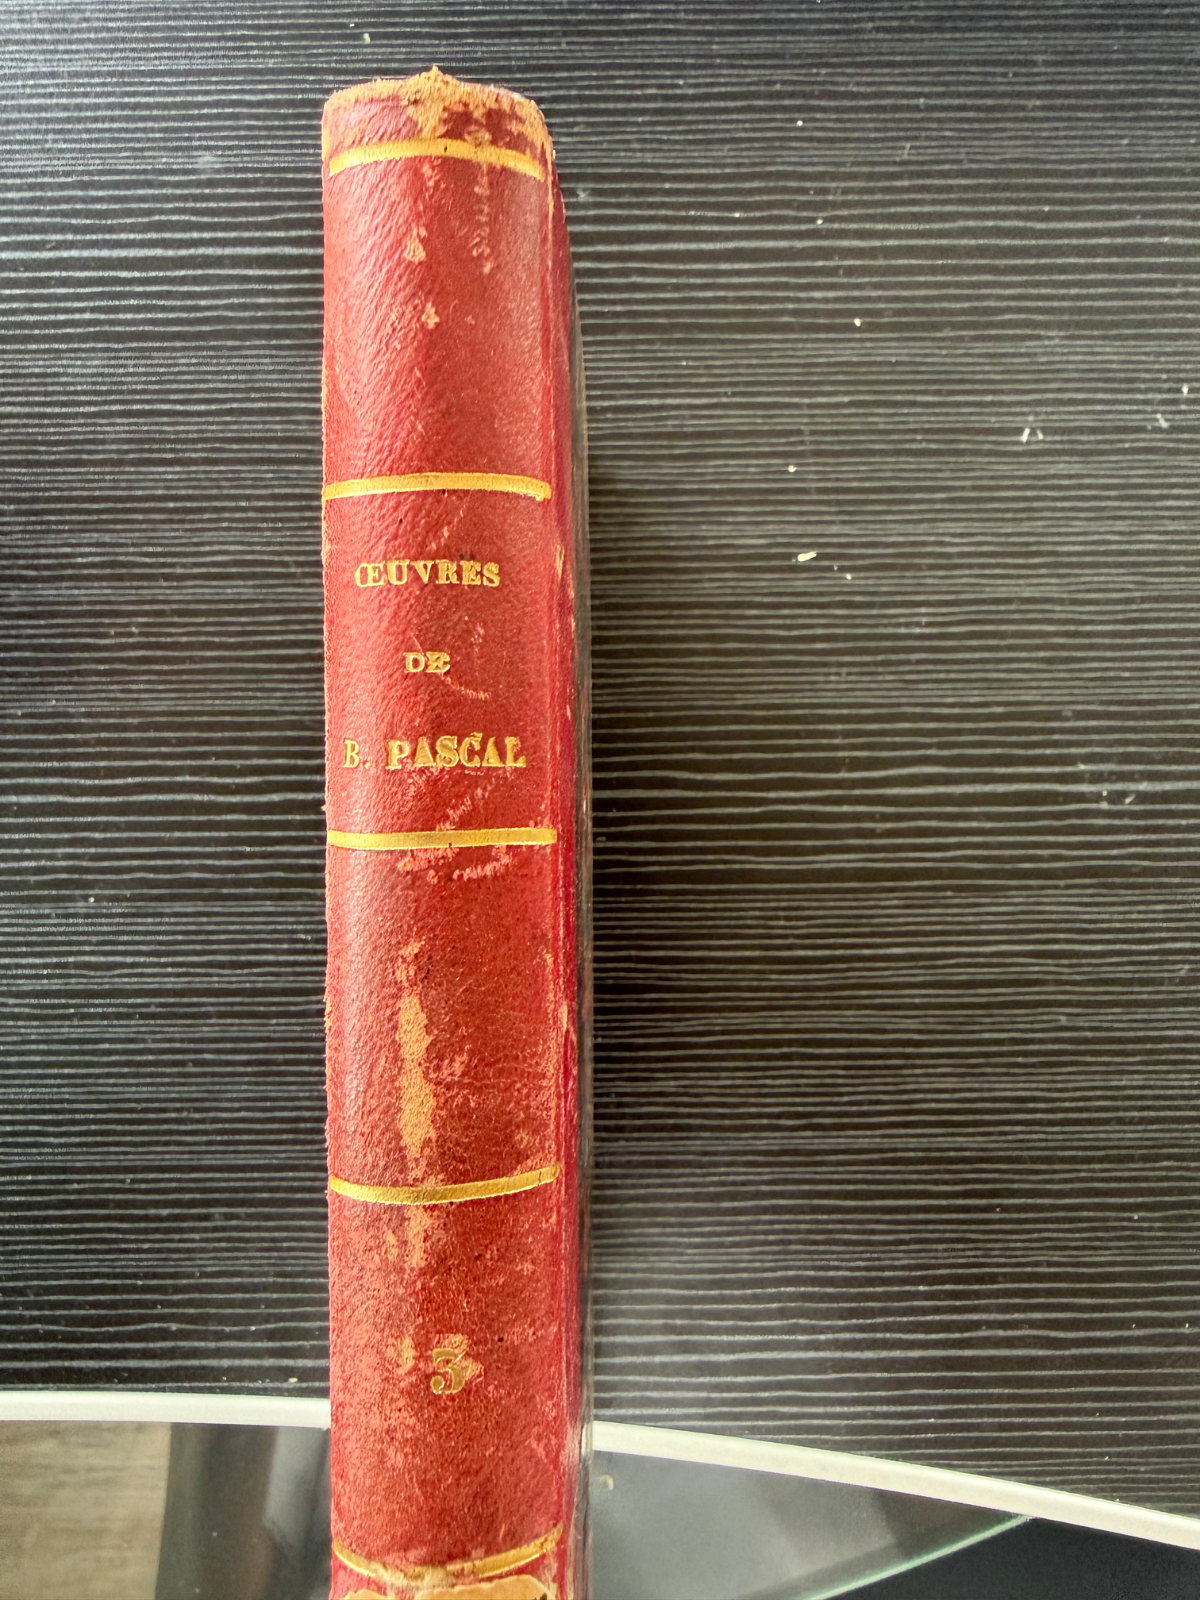 ŒUVRES
DE
B. PASCAL
3